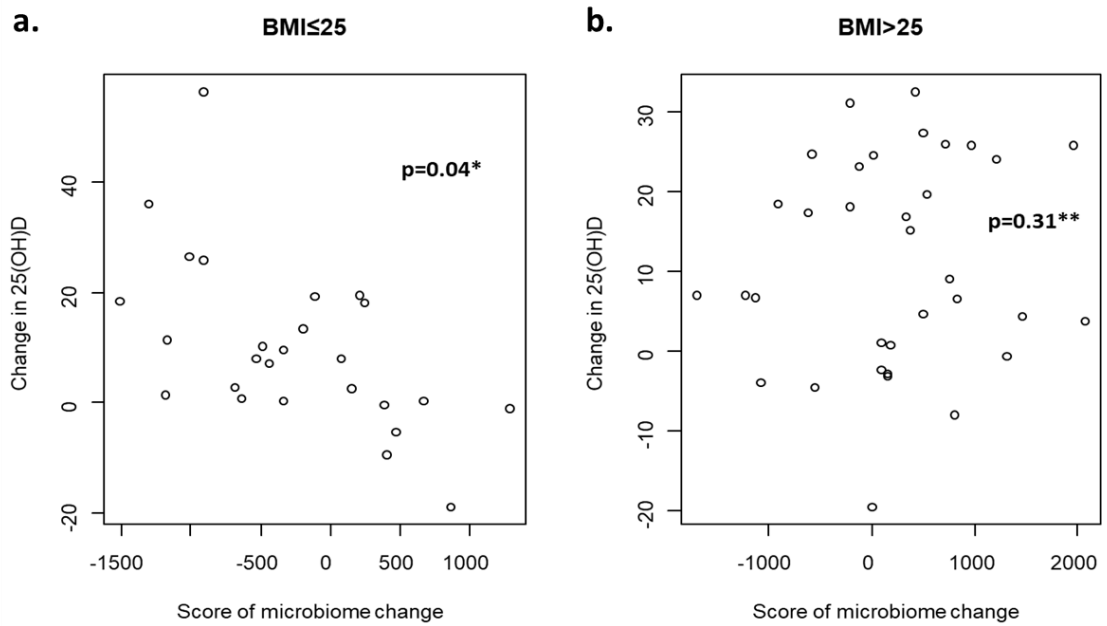 a.
BMI≤25
p=0.04*
Change in 25(OH)D
40
20
0
-20
-1500
-500
0
500
1000
Score of microbiome change
b.
BMI>25
p=0.31**
Change in 25(OH)D
30
20
10
0
-10
-20
-1000
0
1000
2000
Score of microbiome change